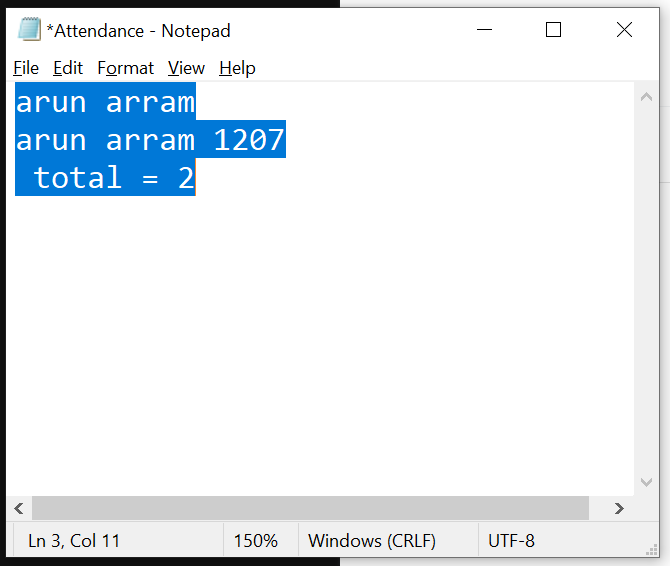 *Attendance - Notepad
File Edit Format View Help
arun arram
arun arram 1207
 total = 2
Ln 3, Col 11 150% Windows (CRLF) UTF-8